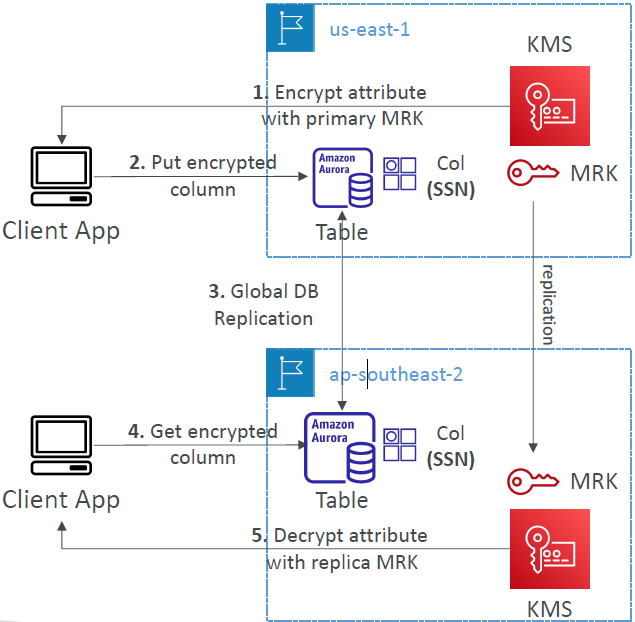 us-east-1
KMS
1. Encrypt attribute
with primary MRK
2. Put encrypted
column
Amazon
Aurora
Col
(SSN)
MRK
Client App
Table
3. Global DB
Replication
replication
ap-southeast-2
4. Get encrypted
column
Amazon
Aurora
Col
(SSN)
MRK
Client App
Table
5. Decrypt attribute
with replica MRK
KMS